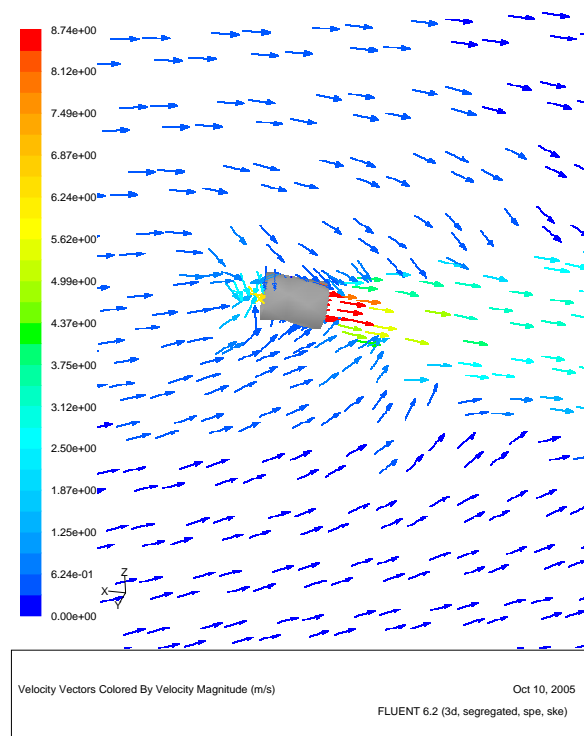 8.74e+00
8.12e+00
7.49e+00
6.87e+00
6.24e+00
5.62e+00
4.99e+00
4.37e+00
3.75e+00
3.12e+00
2.50e+00
1.87e+00
1.25e+00
6.24e-01
0.00e+00
Z
X
Y
Velocity Vectors Colored By Velocity Magnitude (m/s)
Oct 10, 2005
FLUENT 6.2 (3d, segregated, spe, ske)